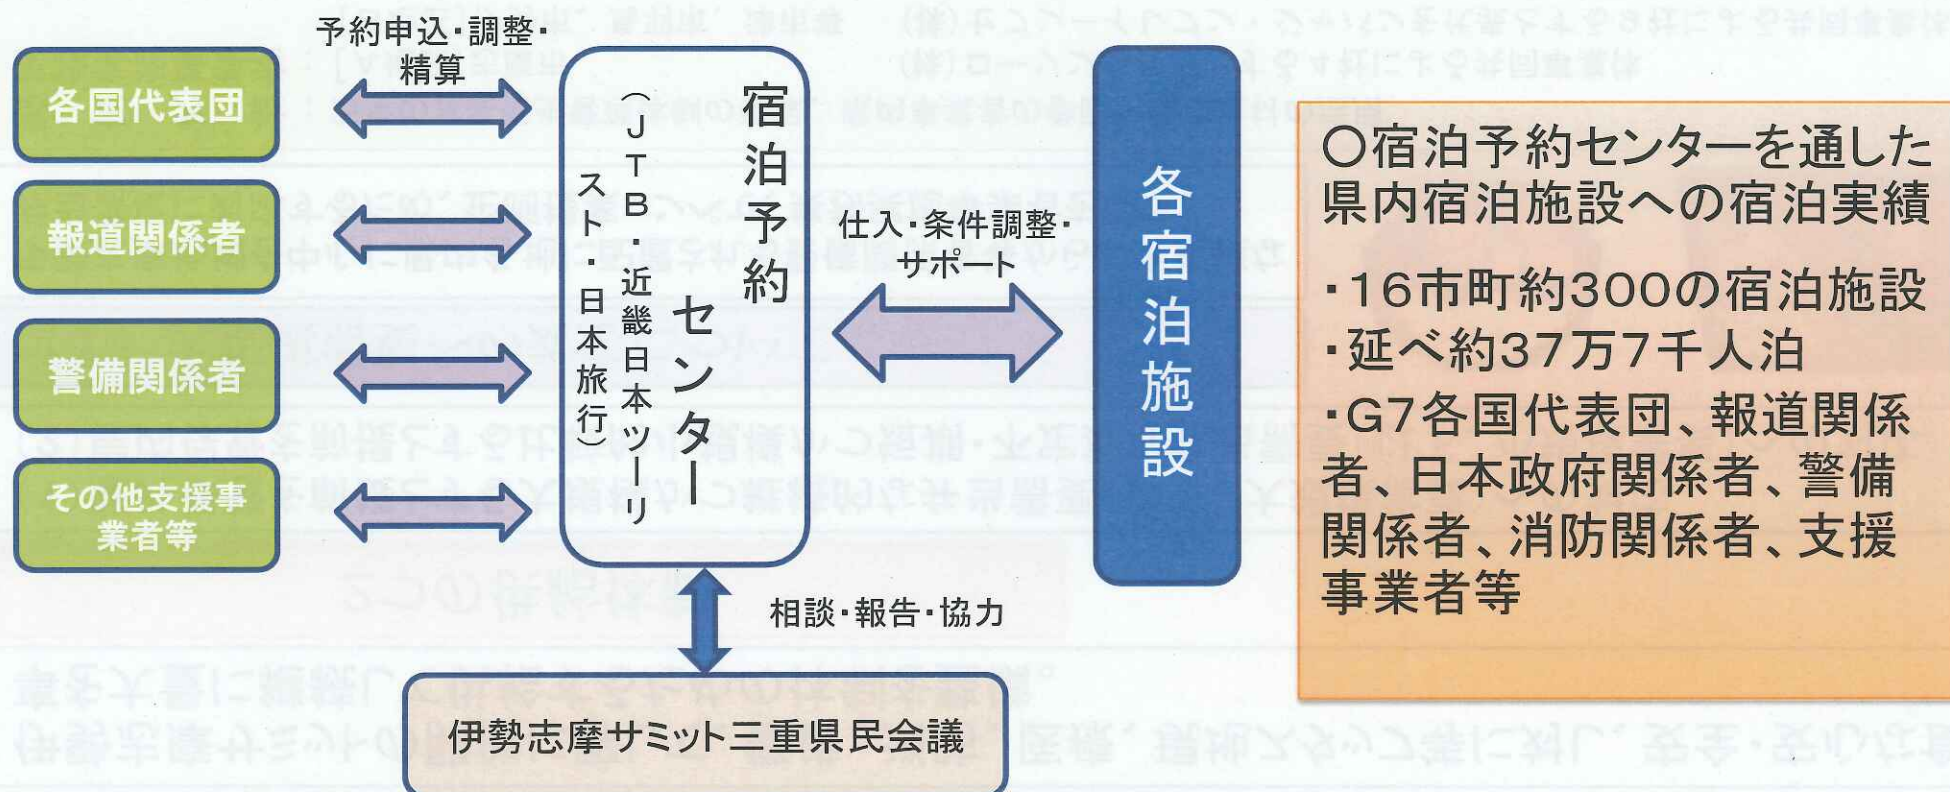 各国代表団
報道関係者
警備関係者
その他支援事
業者等
予約申込・調整・
精算
宿泊予約
センター
（JTB・近畿日本ツーリ
スト・日本旅行）
仕入・条件調整・
サポート
各宿泊施設
相談・報告・協力
伊勢志摩サミット三重県民会議
〇宿泊予約センターを通した
県内宿泊施設への宿泊実績
・16市町約300の宿泊施設
・延べ約37万7千人泊
・G7各国代表団、報道関係
者、日本政府関係者、警備
関係者、消防関係者、支援
事業者等